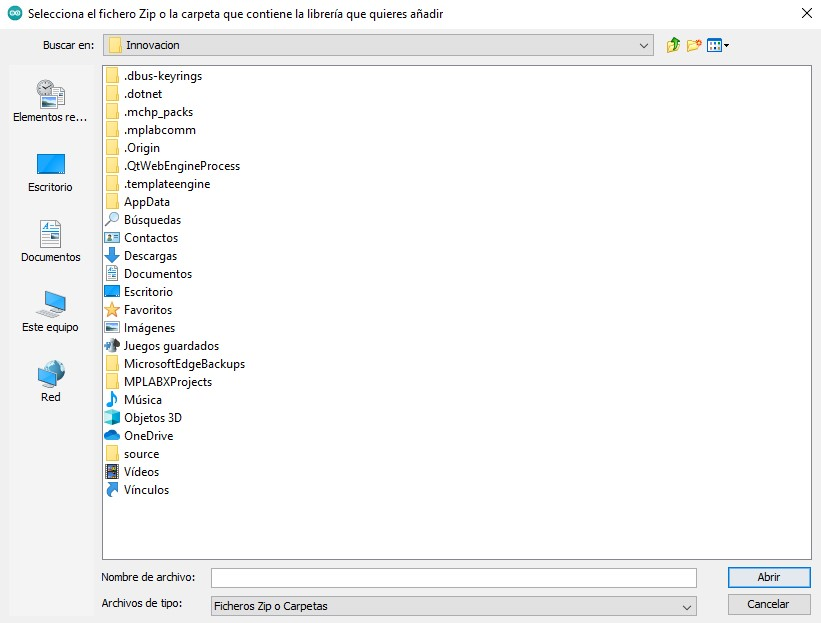 Selecciona el fichero Zip o la carpeta que contiene la librería que quieres añadir
Buscar en: Innovacion
Elementos re...
Escritorio
Documentos
Este equipo
Red
.dbus-keyrings
.dotnet
.mchp_packs
.mplabcomm
.Origin
.QtWebEngineProcess
.templateengine
AppData
Búsquedas
Contactos
Descargas
Documentos
Escritorio
Favoritos
Imágenes
Juegos guardados
MicrosoftEdgeBackups
MPLABXProjects
Música
Objetos 3D
OneDrive
source
Vídeos
Vínculos
Nombre de archivo:
Abrir
Archivos de tipo: Ficheros Zip o Carpetas
Cancelar